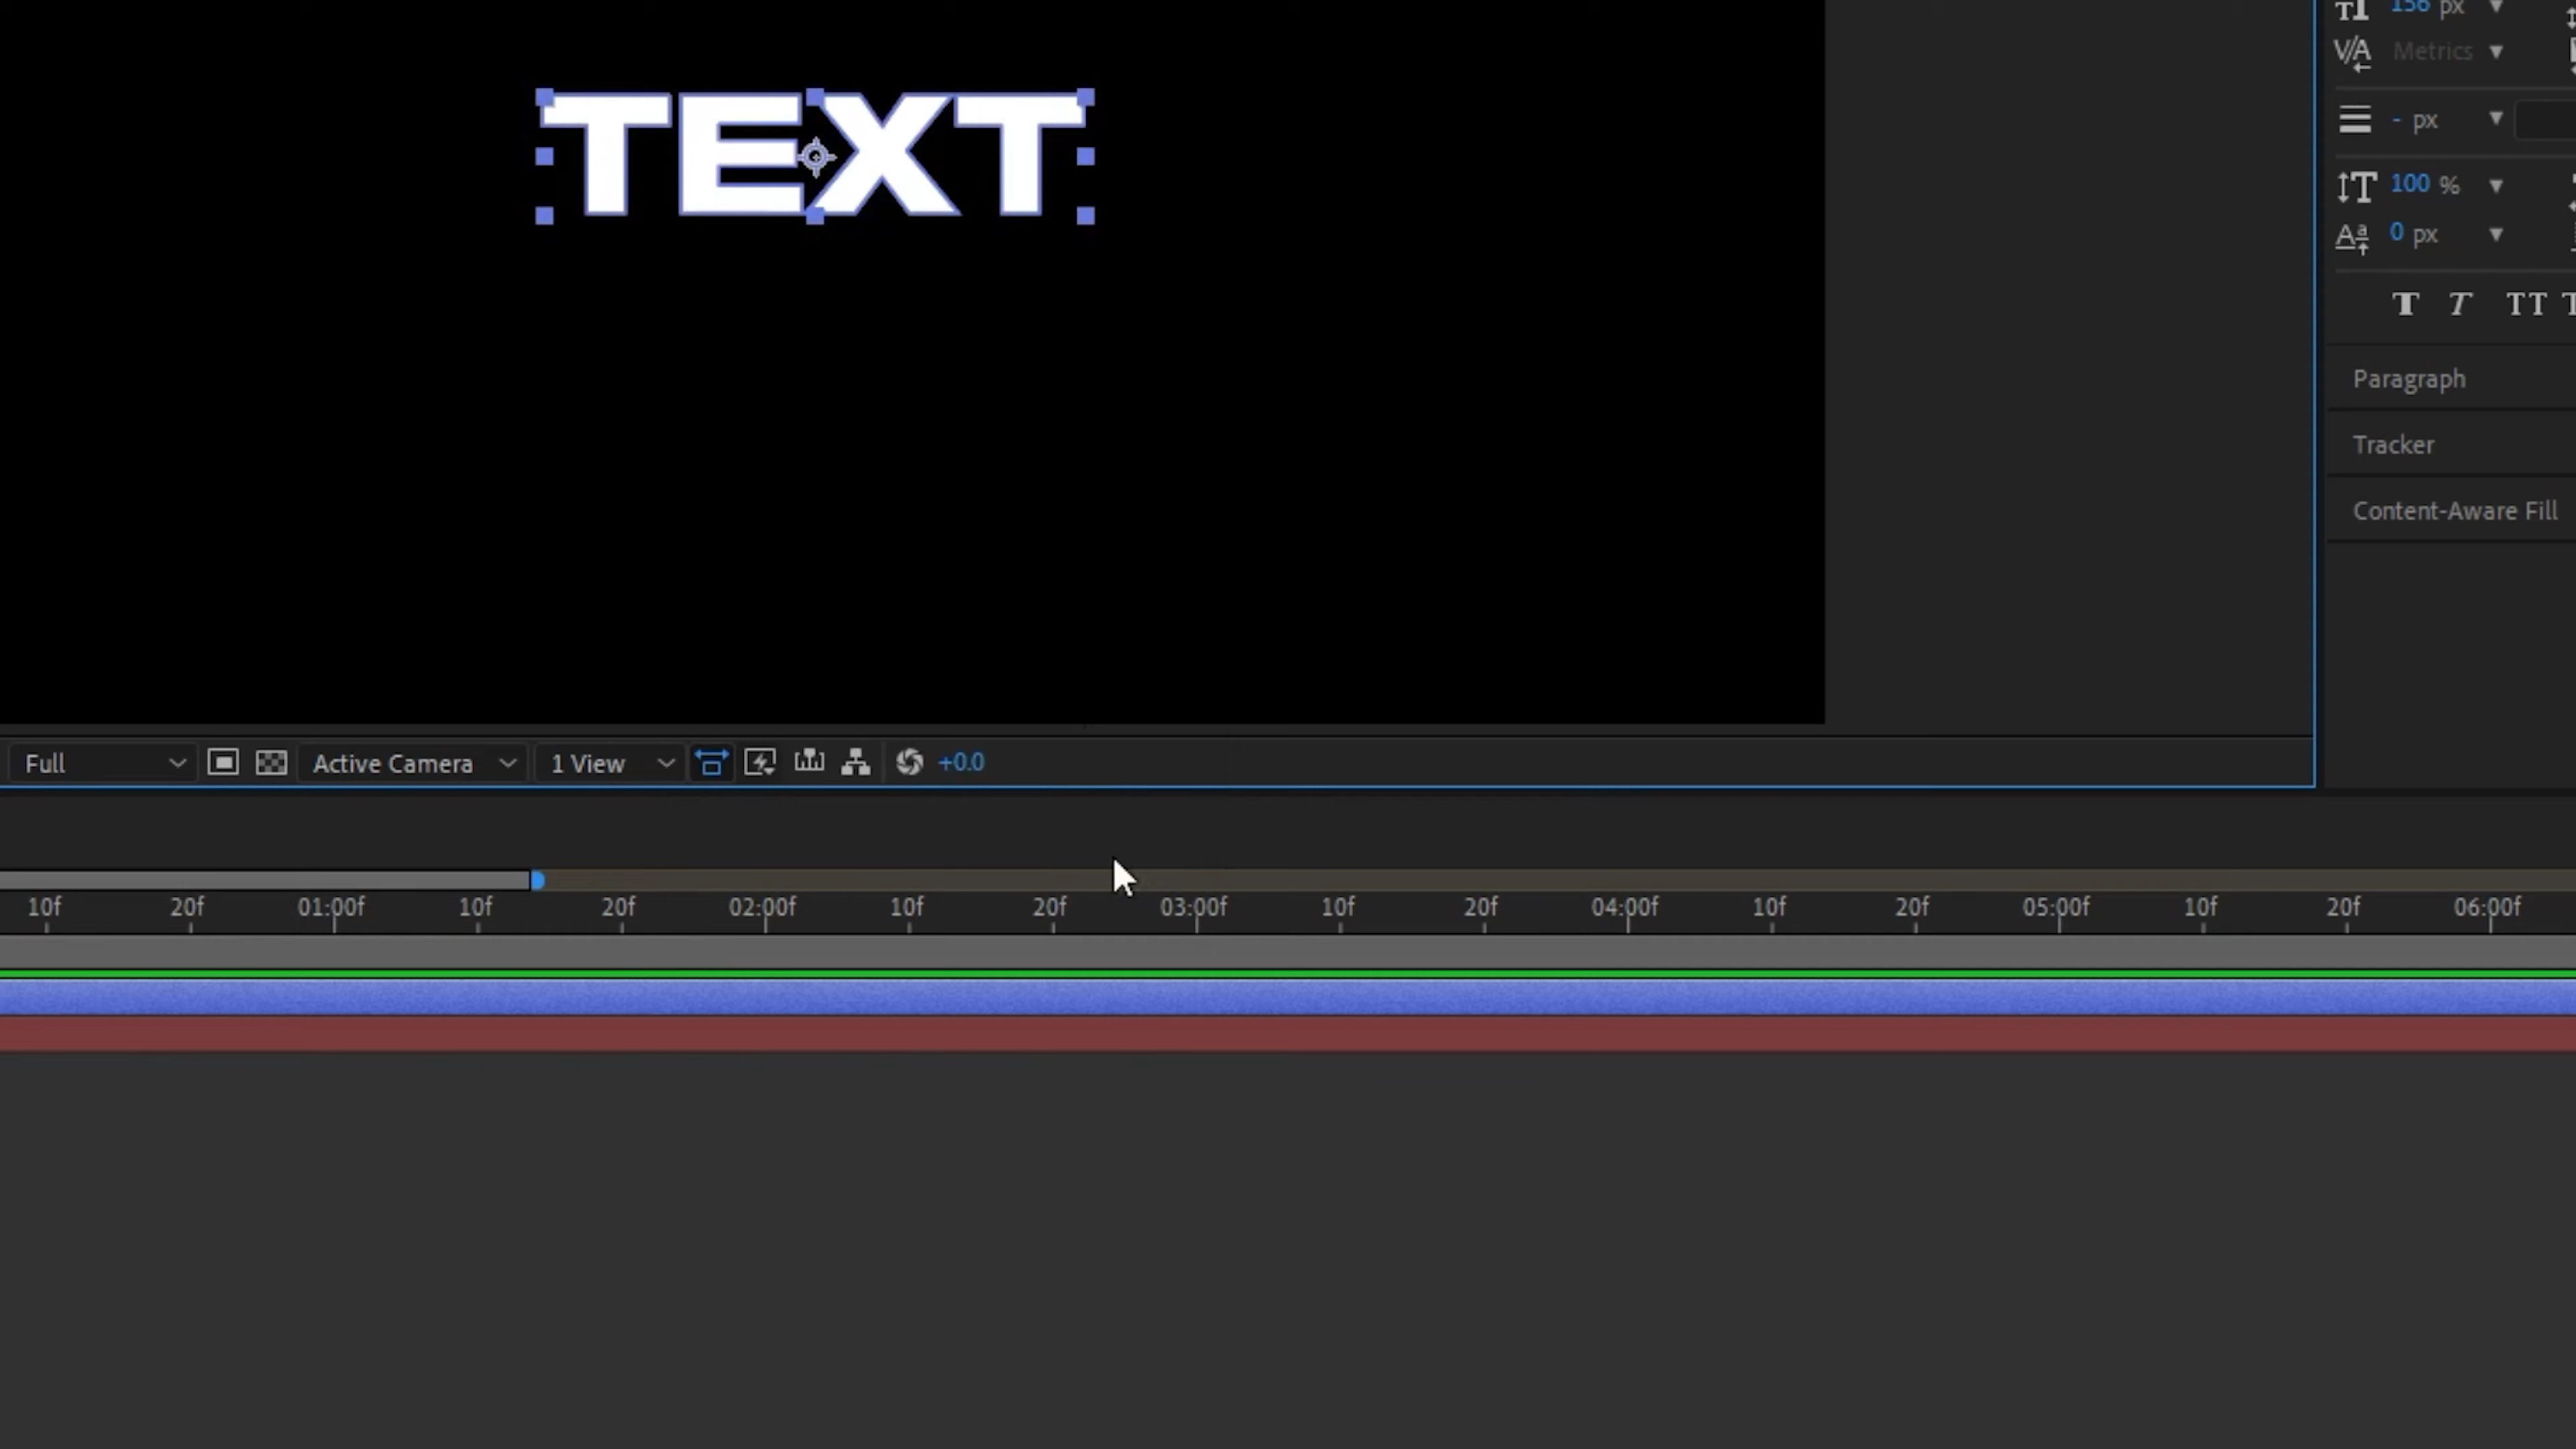 156 px
Metrics
TEXT
- px
100 %
0 px
T T TT
Paragraph
Tracker
Content-Aware Fill
Full
Active Camera
1 View
+0.0
10f 20f 01:00f 10f 20f 02:00f 10f 20f 03:00f 10f 20f 04:00f 10f 20f 05:00f 10f 20f 06:00f